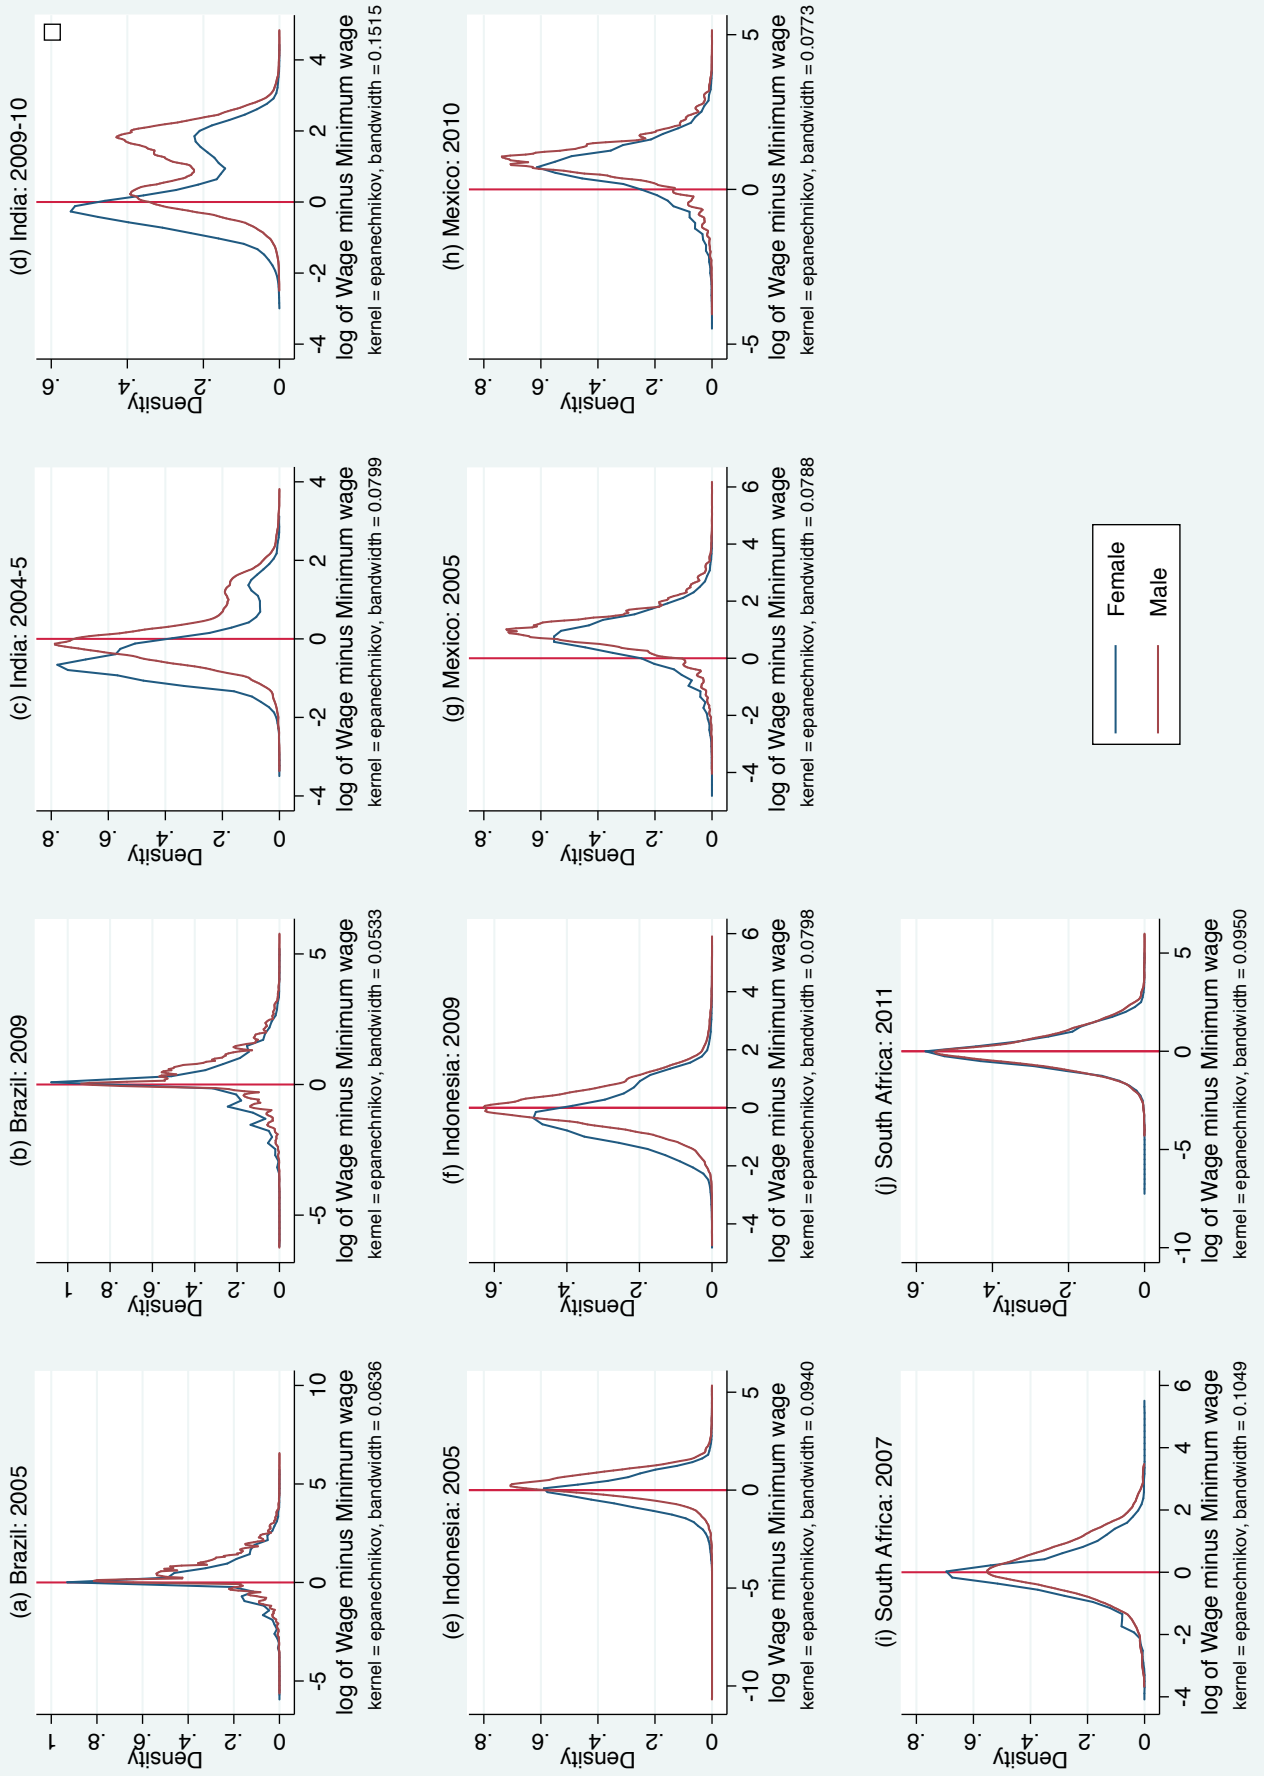 (a) Brazil: 2005
Density
0
.2
.4
.6
.8
1
-5
0
5
10
log of Wage minus Minimum wage
kernel = epanechnikov, bandwidth = 0.0636
(b) Brazil: 2009
Density
0
.2
.4
.6
.8
1
-5
0
5
log of Wage minus Minimum wage
kernel = epanechnikov, bandwidth = 0.0533
(c) India: 2004-5
Density
0
.2
.4
.6
.8
-4
-2
0
2
4
log of Wage minus Minimum wage
kernel = epanechnikov, bandwidth = 0.0799
(d) India: 2009-10
Density
0
.2
.4
.6
-4
-2
0
2
4
log of Wage minus Minimum wage
kernel = epanechnikov, bandwidth = 0.1515
(e) Indonesia: 2005
Density
0
.2
.4
.6
.8
-10
-5
0
5
log Wage minus Minimum wage
kernel = epanechnikov, bandwidth = 0.0940
(f) Indonesia: 2009
Density
0
.2
.4
.6
-4
-2
0
2
4
6
log of Wage minus Minimum wage
kernel = epanechnikov, bandwidth = 0.0798
(g) Mexico: 2005
Density
0
.2
.4
.6
.8
-4
-2
0
2
4
6
log of Wage minus Minimum wage
kernel = epanechnikov, bandwidth = 0.0788
(h) Mexico: 2010
Density
0
.2
.4
.6
.8
-5
0
5
log of Wage minus Minimum wage
kernel = epanechnikov, bandwidth = 0.0773
(i) South Africa: 2007
Density
0
.2
.4
.6
.8
-4
-2
0
2
4
6
log of Wage minus Minimum wage
kernel = epanechnikov, bandwidth = 0.1049
(j) South Africa: 2011
Density
0
.2
.4
.6
-10
-5
0
5
log of Wage minus Minimum wage
kernel = epanechnikov, bandwidth = 0.0950
Female
Male